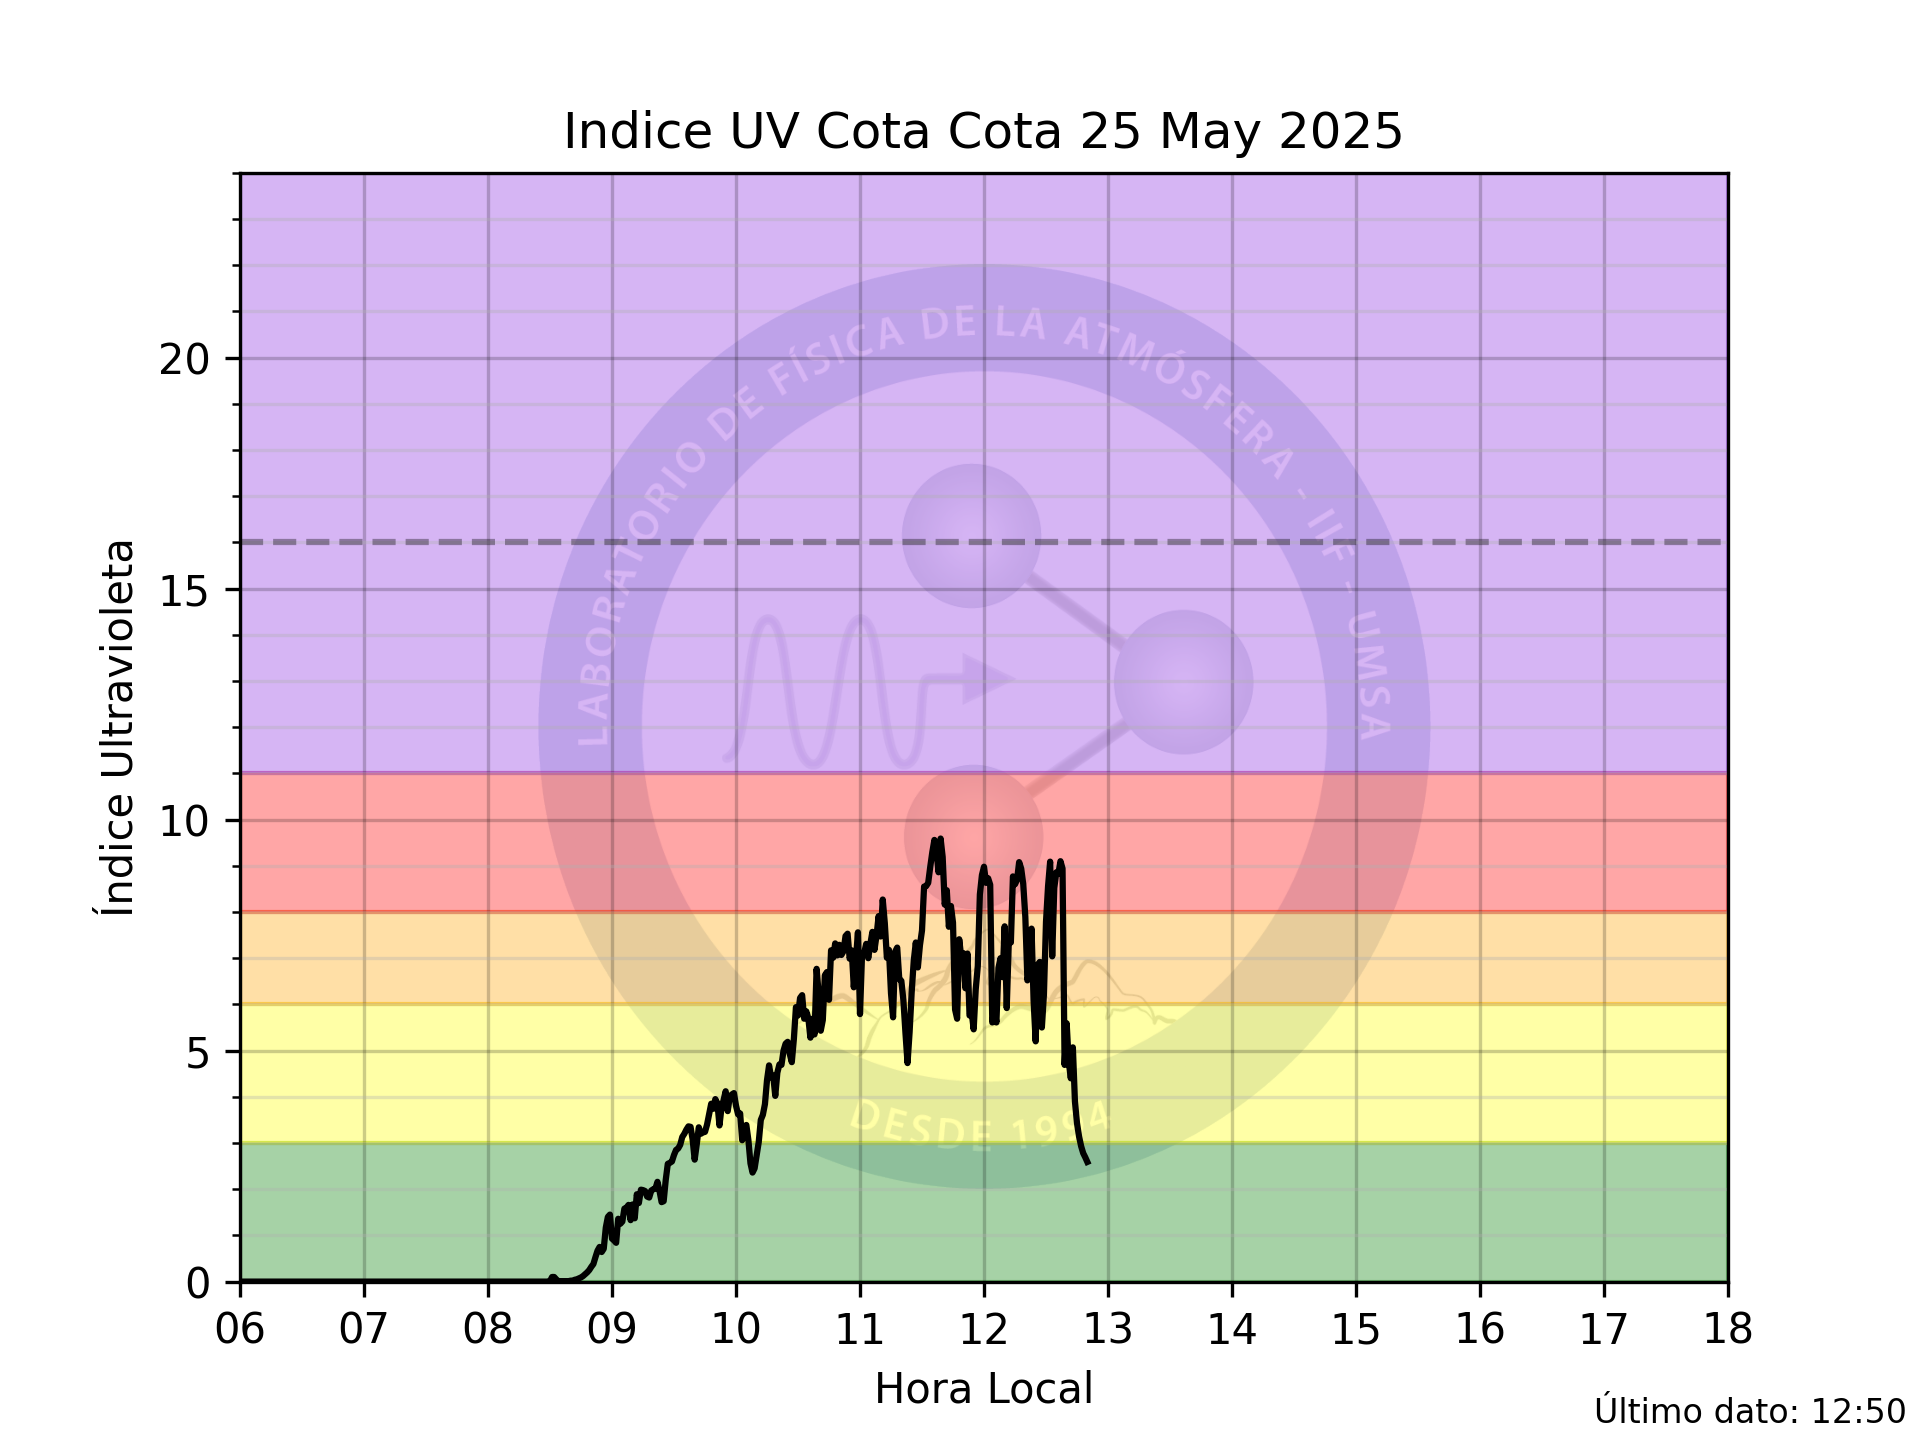 Indice UV Cota Cota 25 May 2025
LABORATORIO DE FÍSICA DE LA ATMÓSFERA - IIF - UMSA
DESDE 1994
Índice Ultravioleta
20
15
10
5
0
06 07 08 09 10 11 12 13 14 15 16 17 18
Hora Local
Último dato: 12:50